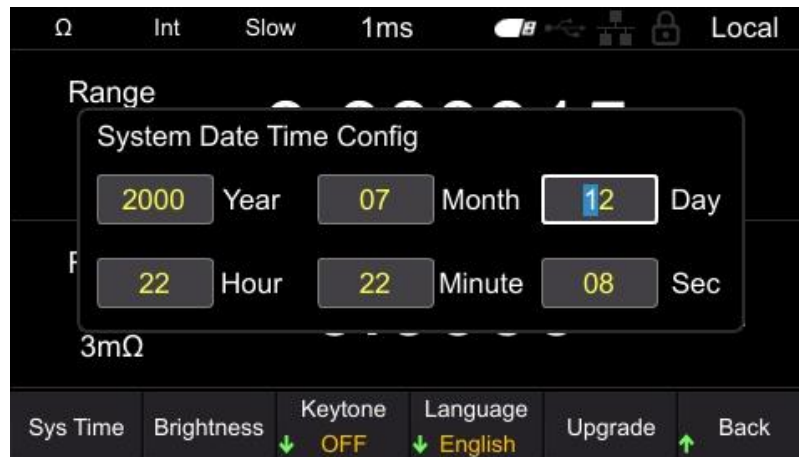 Ω Int Slow 1ms Local
Range
System Date Time Config
2000 Year 07 Month 12 Day
22 Hour 22 Minute 08 Sec
3mΩ
Sys Time Brightness Keytone OFF Language English Upgrade Back